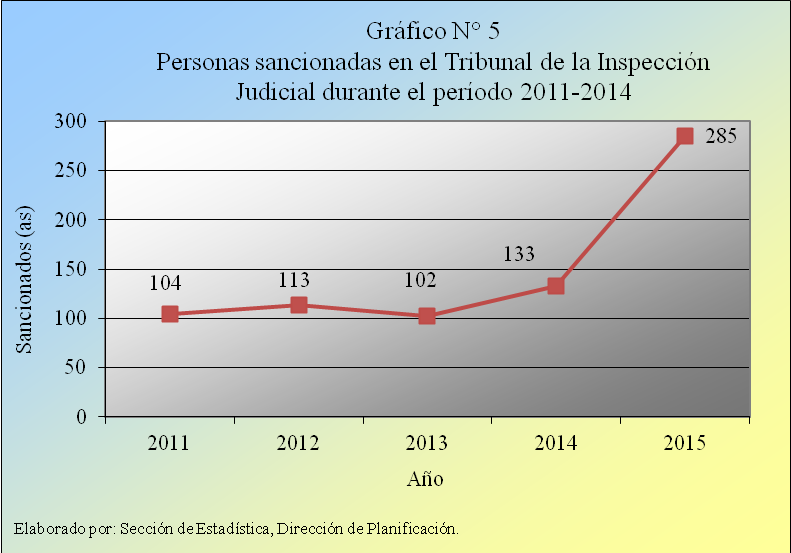 Gráfico N° 5
Personas sancionadas en el Tribunal de la Inspección
Judicial durante el período 2011-2014
300
250
200
150
100
50
0
Sancionados (as)
104
113
102
133
285
2011
2012
2013
2014
2015
Año
Elaborado por: Sección de Estadística, Dirección de Planificación.